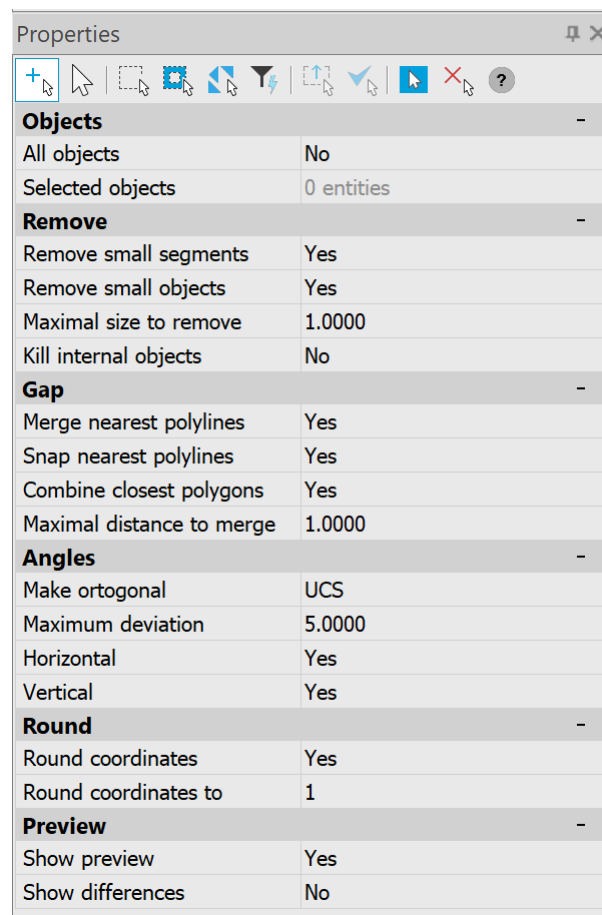 Properties
?
Objects -
All objects No
Selected objects 0 entities
Remove -
Remove small segments Yes
Remove small objects Yes
Maximal size to remove 1.0000
Kill internal objects No
Gap -
Merge nearest polylines Yes
Snap nearest polylines Yes
Combine closest polygons Yes
Maximal distance to merge 1.0000
Angles -
Make ortogonal UCS
Maximum deviation 5.0000
Horizontal Yes
Vertical Yes
Round -
Round coordinates Yes
Round coordinates to 1
Preview -
Show preview Yes
Show differences No